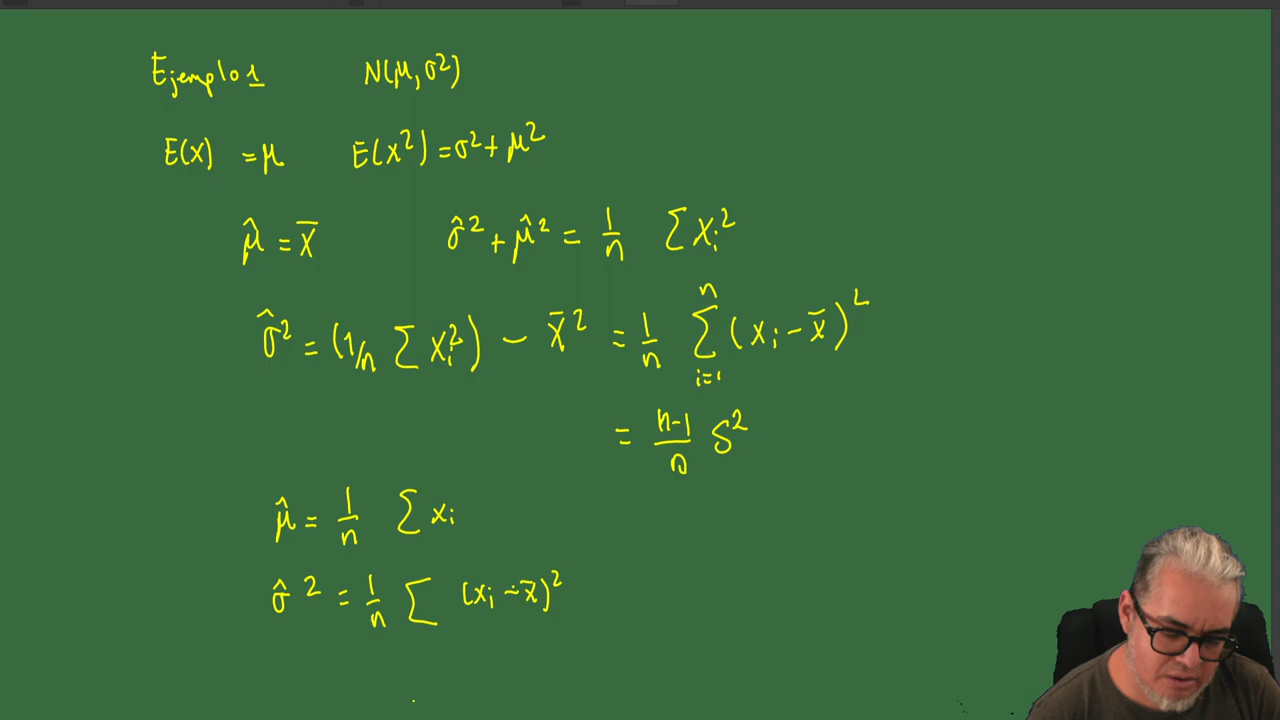 Ejemplo 1 N(μ, σ²)
E(X) = μ E(X²) = σ² + μ²
μ̂ = X̄ σ̂² + μ̂² = 1/n ∑ Xᵢ²
σ̂² = (1/n ∑ Xᵢ²) − X̄² = 1/n ∑ᵢ₌₁ⁿ (xᵢ − x̄)²
= n-1/n S²
μ̂ = 1/n ∑ xᵢ
σ̂² = 1/n ∑ (xᵢ − x̄)²